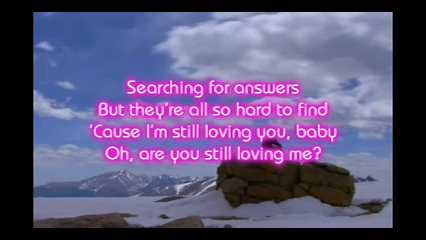 Searching for answers
But they're all so hard to find
'Cause I'm still loving you, baby
Oh, are you still loving me?